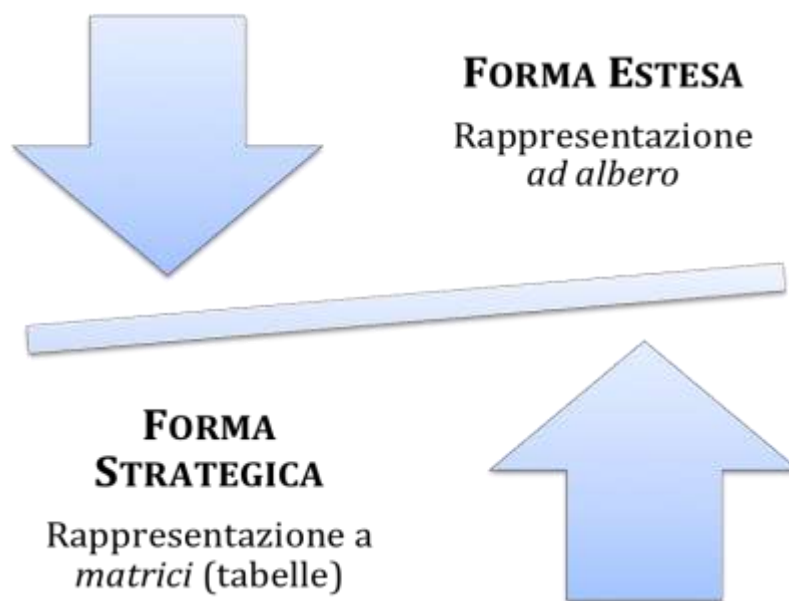 FORMA ESTESA
Rappresentazione
ad albero
FORMA
STRATEGICA
Rappresentazione a
matrici (tabelle)